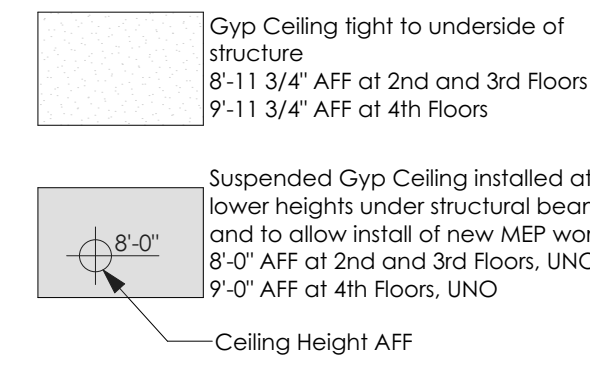 Gyp Ceiling tight to underside of
structure
8'-11 3/4" AFF at 2nd and 3rd Floors
9'-11 3/4" AFF at 4th Floors
Suspended Gyp Ceiling installed at
lower heights under structural
and to allow install of new MEP
8'-0" AFF at 2nd and 3rd Floors,
9'-0" AFF at 4th Floors, UNO
8'-0"
Ceiling Height AFF